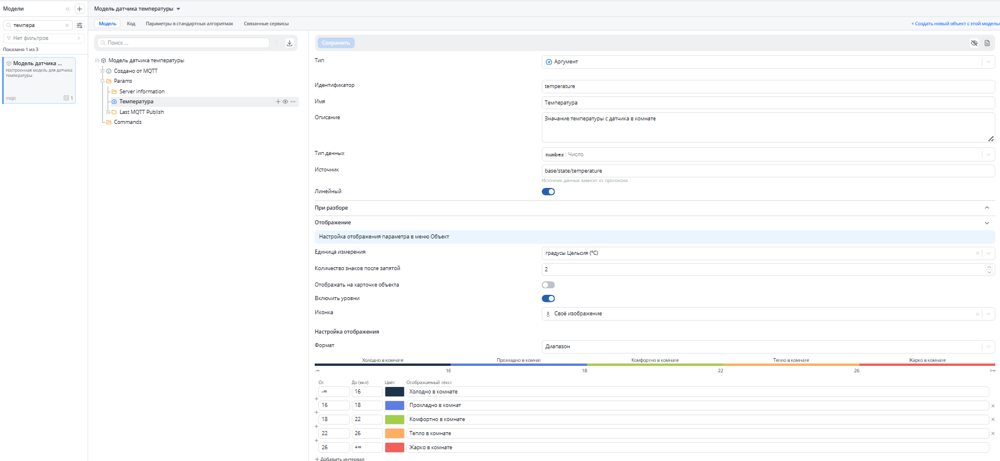 Модели
темпера
Нет фильтров
Показано 1 из 3
Модель датчика ...
Настроенная модель для датчика
температуры
mqtt
1
Модель датчика температуры
Модель
Код
Параметры в стандартных алгоритмах
Связанные сервисы
+ Создать новый объект с этой моделью
Поиск ...
Модель датчика температуры
Создано от MQTT
Params
Server information
Температура
Last MQTT Publish
Commands
Сохранить
Тип
Аргумент
Идентификатор
temperature
Имя
Температура
Описание
Значание температуры с датчика в комнате
Тип данных
number : Число
Источник
base/state/temperature
Источник данных зависит от протокола
Линейный
При разборе
Отображение
Настройка отображения параметра в меню Объект
Единица измерения
градусы Цельсия (°C)
Количество знаков после запятой
2
Отображать на карточке объекта
Включить уровни
Иконка
Своё изображение
Настройка отображения
Формат
Диапазон
Холодно в комнате Прохладно в комнат Комфортно в комнате Тепло в комнате Жарко в комнате
-∞ 16 18 22 26 +∞
От До (вкл) Цвет Отображаемый текст
-∞ 16 Холодно в комнате
16 18 Прохладно в комнат
18 22 Комфортно в комнате
22 26 Тепло в комнате
26 +∞ Жарко в комнате
+ Добавить интервал